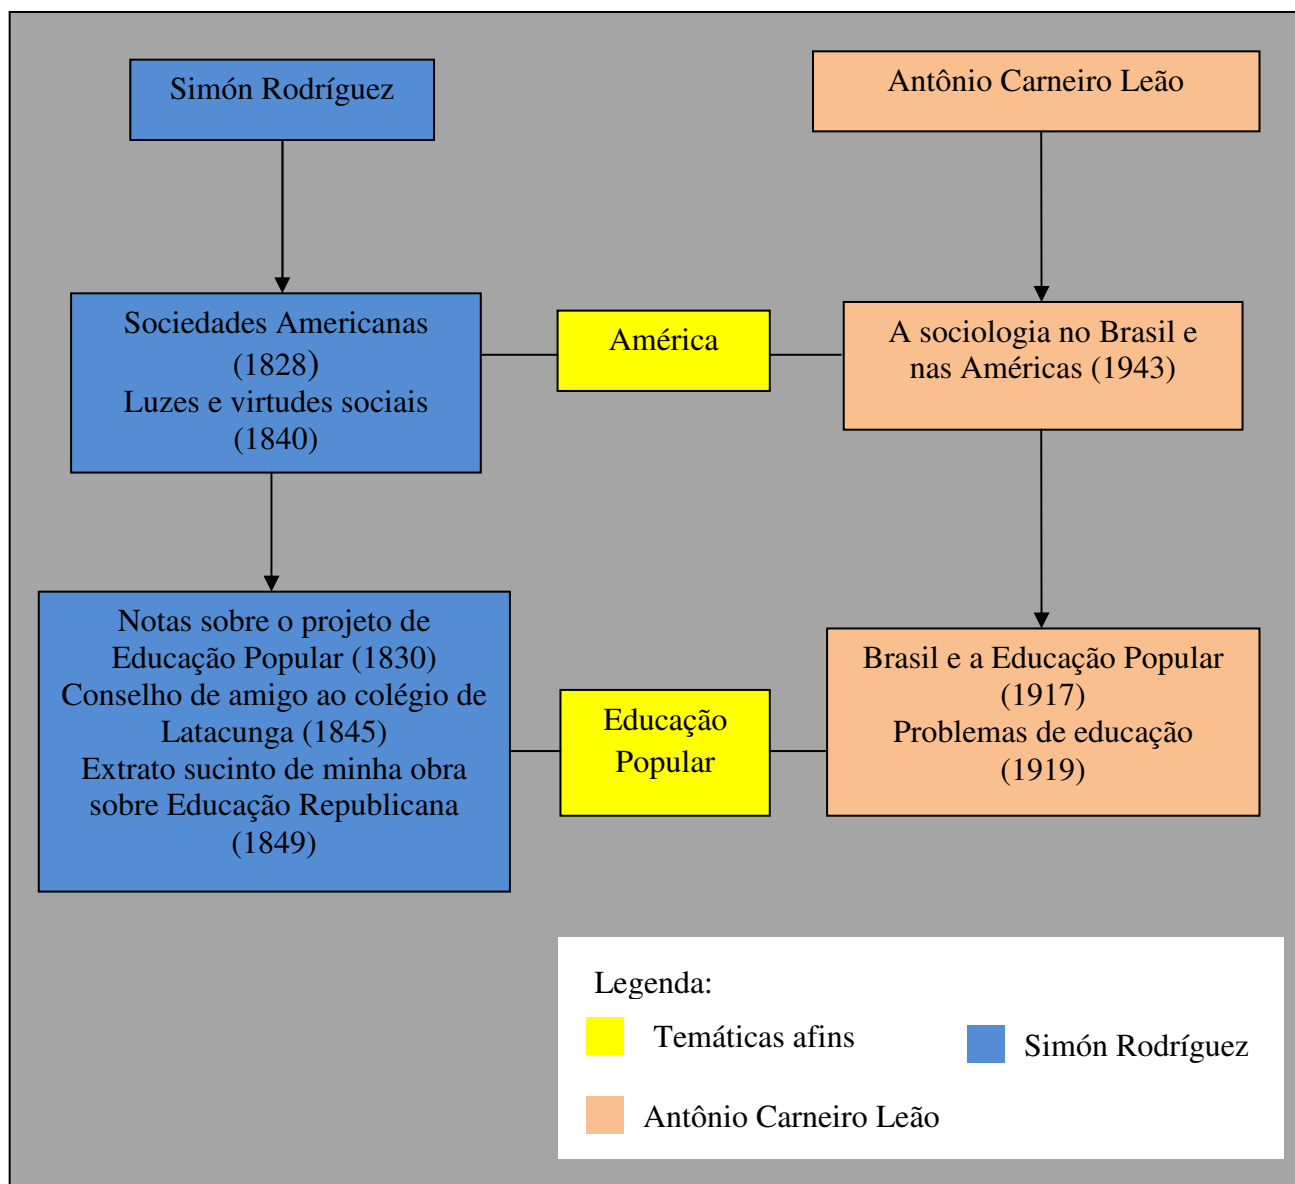 Simón Rodríguez
Antônio Carneiro Leão
Sociedades Americanas
(1828)
Luzes e virtudes sociais
(1840)
América
A sociologia no Brasil e
nas Américas (1943)
Notas sobre o projeto de
Educação Popular (1830)
Conselho de amigo ao colégio de
Latacunga (1845)
Extrato sucinto de minha obra
sobre Educação Republicana
(1849)
Educação
Popular
Brasil e a Educação Popular
(1917)
Problemas de educação
(1919)
Legenda:
Temáticas afins
Simón Rodríguez
Antônio Carneiro Leão